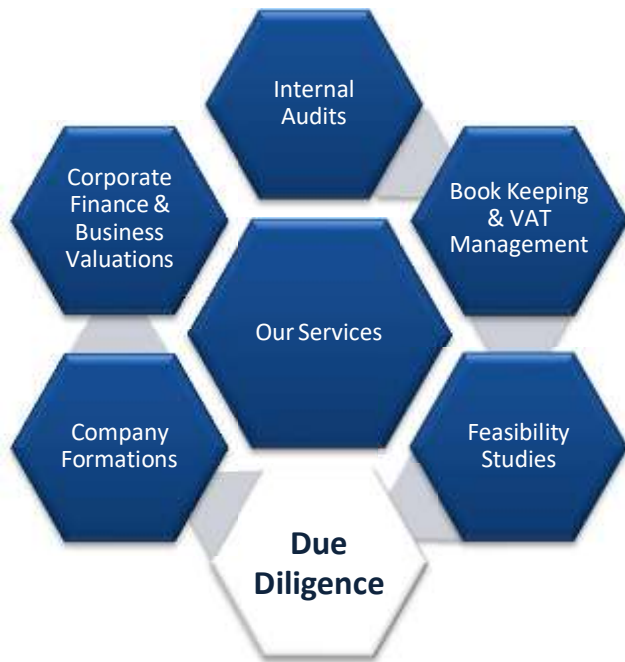 Internal
Audits
Book Keeping
& VAT
Management
Feasibility
Studies
Due
Diligence
Company
Formations
Corporate
Finance &
Business
Valuations
Our Services